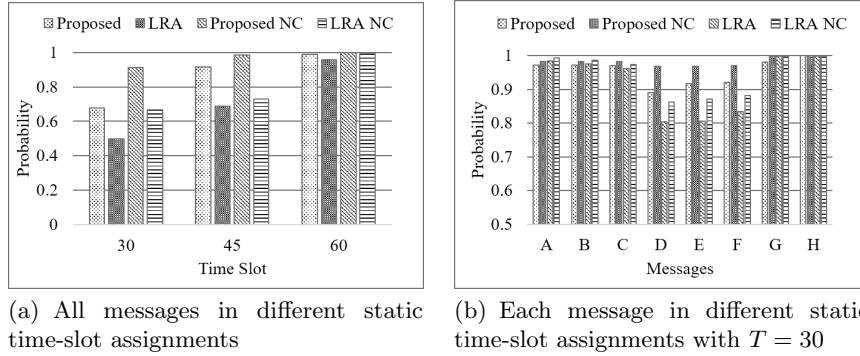 Proposed LRA Proposed NC LRA NC
1
0.8
0.6
0.4
0.2
0
Probability
30 45 60
Time Slot
(a) All messages in different static
time-slot assignments
Proposed Proposed NC LRA LRA NC
1
0.9
0.8
0.7
0.6
0.5
Probability
A B C D E F G H
Messages
(b) Each message in different static
time-slot assignments with T = 30